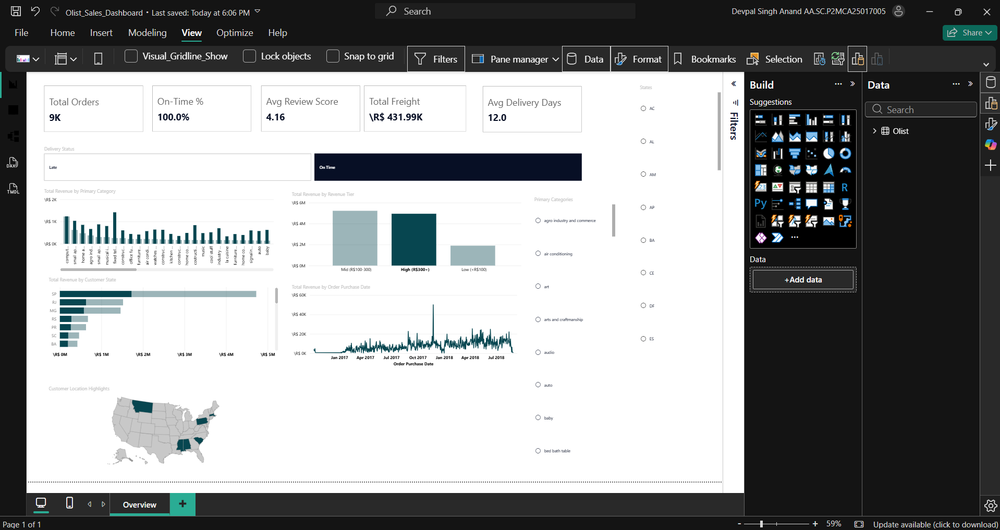 Olist_Sales_Dashboard • Last saved: Today at 6:06 PM
Search
Devpal Singh Anand AA.SC.P2MCA25017005
File
Home
Insert
Modeling
View
Optimize
Help
Share
Visual_Gridline_Show
Lock objects
Snap to grid
Filters
Pane manager
Data
Format
Bookmarks
Selection
DAX
TMDL
Total Orders
9K
On-Time %
100.0%
Avg Review Score
4.16
Total Freight
\R$ 431.99K
Avg Delivery Days
12.0
Delivery Status
Late
On Time
Total Revenue by Primary Category
\R$ 2K
\R$ 1K
\R$ 0K
comput...
small ap...
home a...
agro ind...
small ap...
musical i...
fixed tel...
construc...
office fu...
furniture...
air condi...
watches ...
construc...
kitchen ...
construc...
home co...
costructi...
music
cool stuff
industry ...
la cuisine
furniture...
home co...
signalin...
auto
baby
Total Revenue by Revenue Tier
\R$ 6M
\R$ 4M
\R$ 2M
\R$ 0M
Mid (R$100-300)
High (R$300+)
Low (<R$100)
Total Revenue by Customer State
SP
RJ
MG
RS
PR
SC
BA
\R$ 0M
\R$ 1M
\R$ 2M
\R$ 3M
\R$ 4M
\R$ 5M
Total Revenue by Order Purchase Date
\R$ 60K
\R$ 40K
\R$ 20K
\R$ 0K
Jan 2017
Apr 2017
Jul 2017
Oct 2017
Jan 2018
Apr 2018
Jul 2018
Order Purchase Date
Customer Location Highlights
Primary Categories
agro industry and commerce
air conditioning
art
arts and craftmanship
audio
auto
baby
bed bath table
States
AC
AL
AM
AP
BA
CE
DF
ES
Filters
Build
Suggestions
123
R
Py
Data
+Add data
Data
Search
Olist
Overview
Page 1 of 1
59%
Update available (click to download)